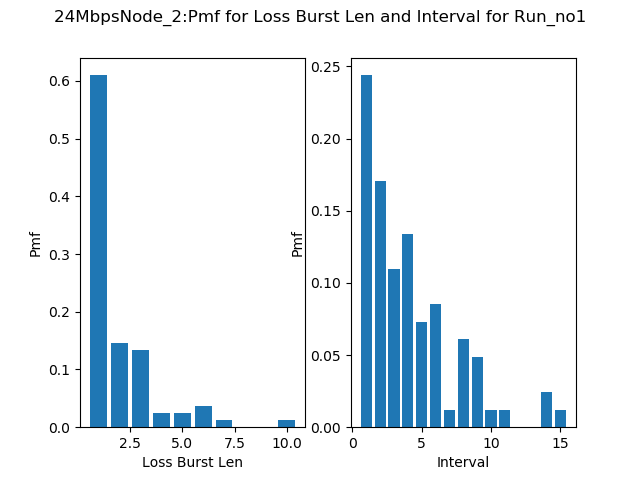 24MbpsNode_2:Pmf for Loss Burst Len and Interval for Run_no1
0.6
0.5
0.4
0.3
0.2
0.1
0.0
Pmf
2.5 5.0 7.5 10.0
Loss Burst Len
0.25
0.20
0.15
0.10
0.05
0.00
Pmf
0 5 10 15
Interval